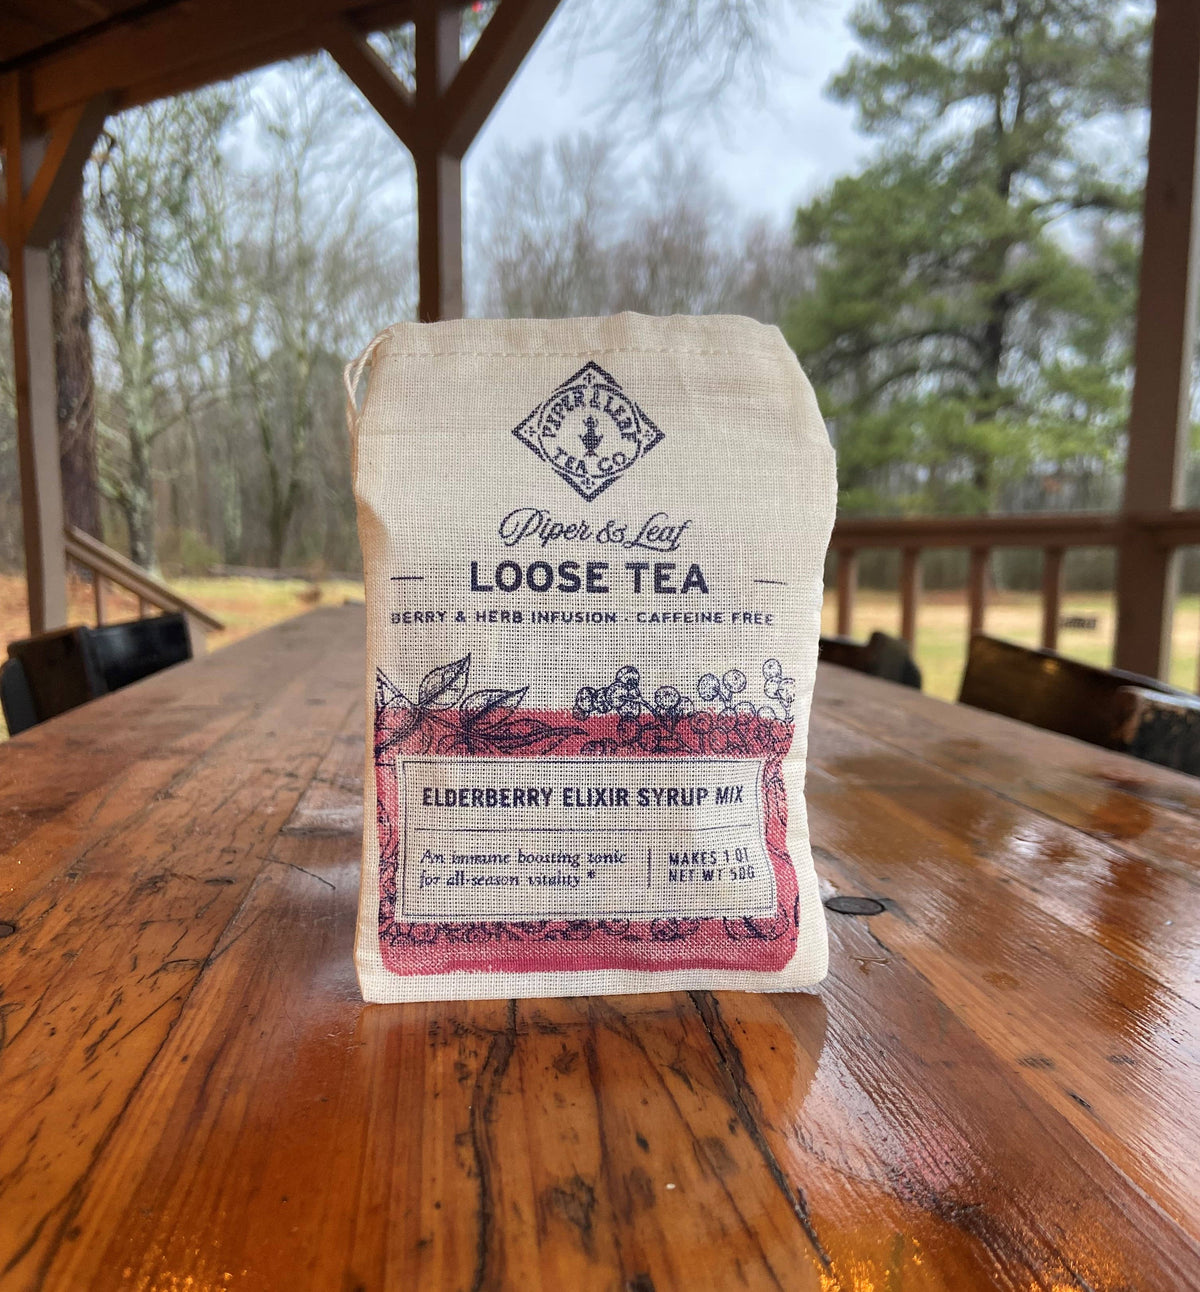 PIPER & LEAF
TEA CO.
Piper & Leaf
LOOSE TEA
BERRY & HERB INFUSION · CAFFEINE FREE
ELDERBERRY ELIXIR SYRUP MIX
An immune boosting tonic
for all-season vitality *
MAKES 1 QT
NET WT 50G